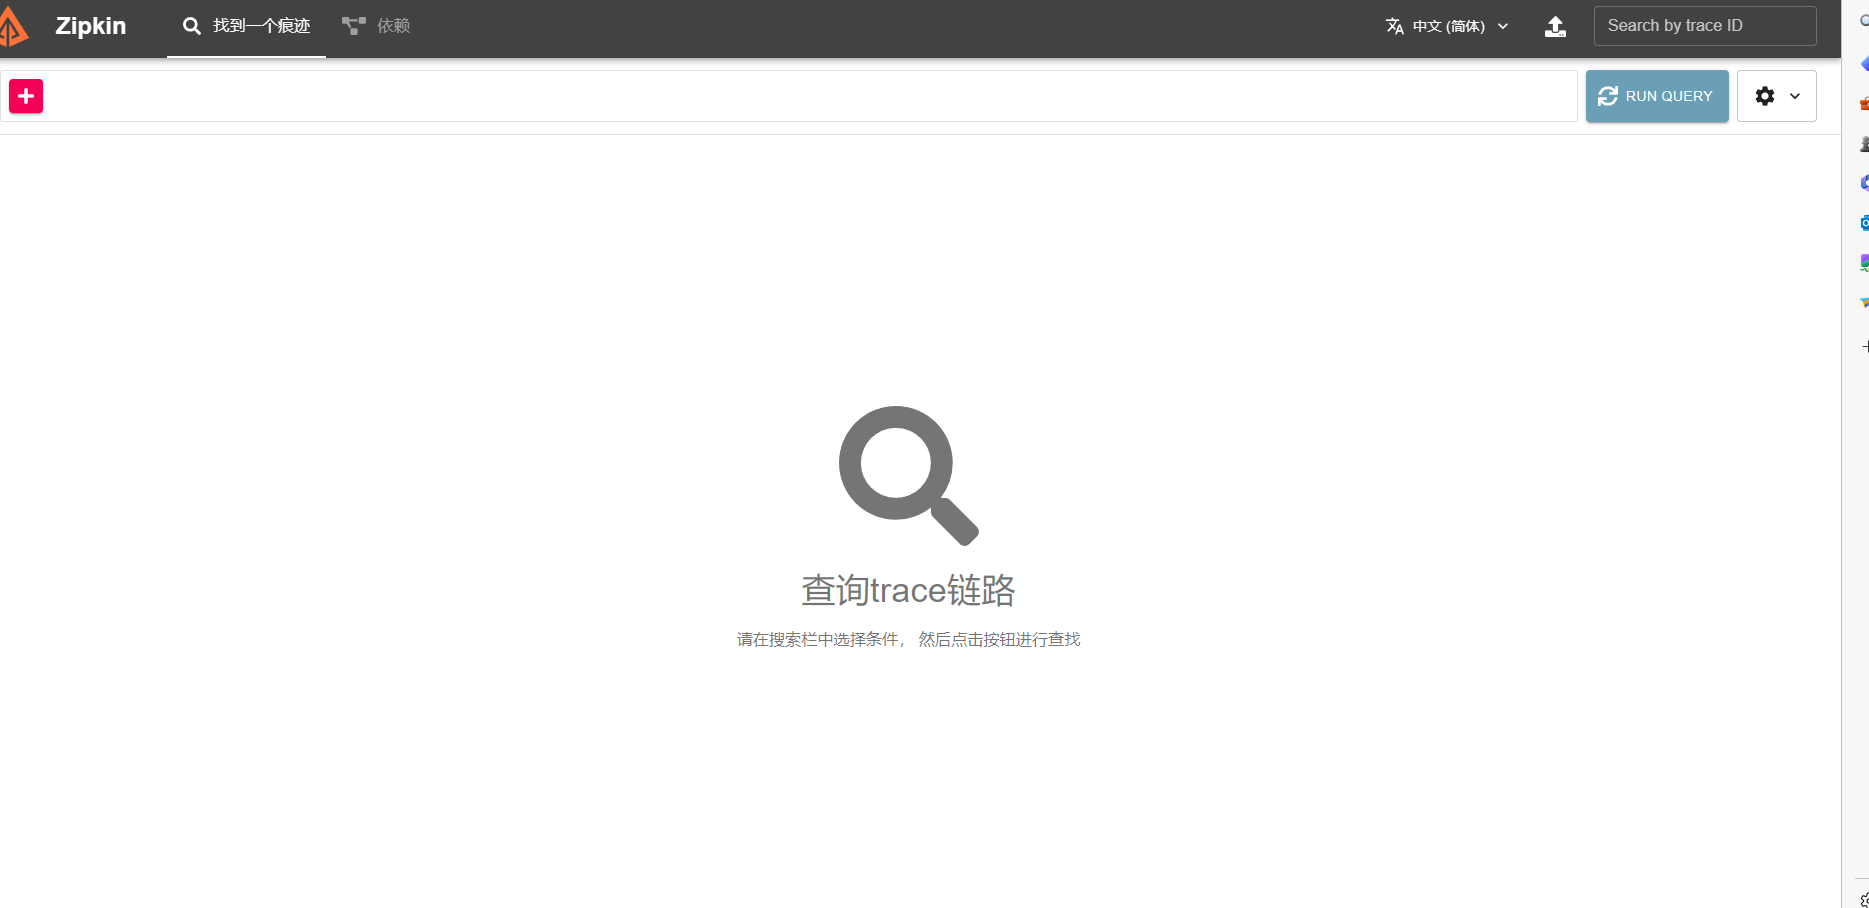 Zipkin 找到一个痕迹 依赖 中文 (简体) Search by trace ID
RUN QUERY
查询trace链路
请在搜索栏中选择条件， 然后点击按钮进行查找